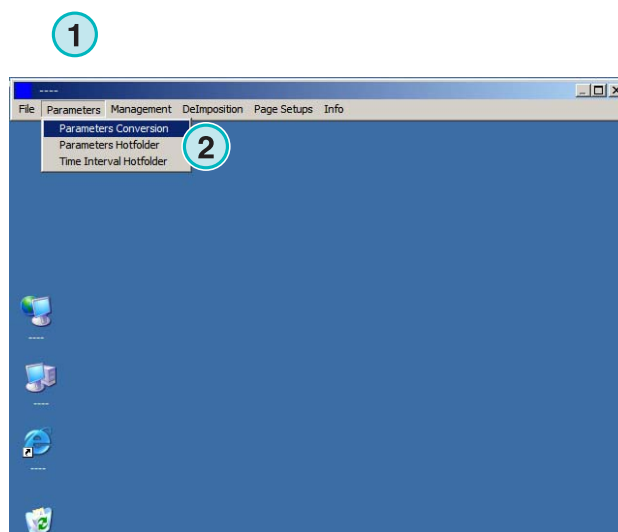 1
----
File Parameters Management DeImposition Page Setups Info
Parameters Conversion
Parameters Hotfolder
2
Time Interval Hotfolder
----
----
----